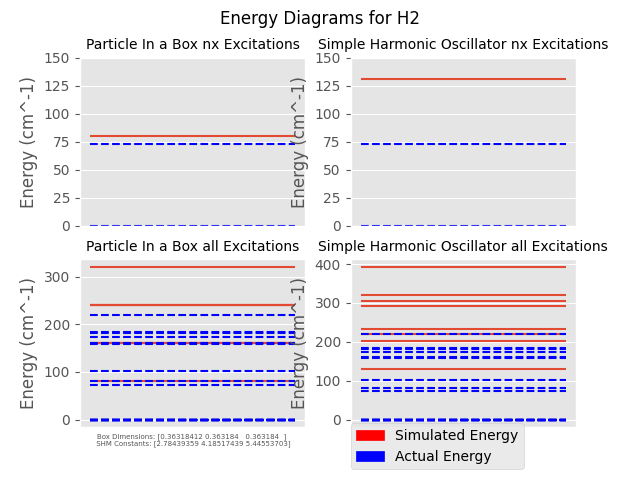 Energy Diagrams for H2
Particle In a Box nx Excitations
150
125
100
75
50
25
0
Energy (cm^-1)
Simple Harmonic Oscillator nx Excitations
150
125
100
75
50
25
0
Energy (cm^-1)
Particle In a Box all Excitations
300
200
100
0
Energy (cm^-1)
Box Dimensions: [0.36318412 0.363184   0.363184  ]
SHM Constants: [2.78439359 4.18517439 5.44553703]
Simple Harmonic Oscillator all Excitations
400
300
200
100
0
Energy (cm^-1)
Simulated Energy
Actual Energy